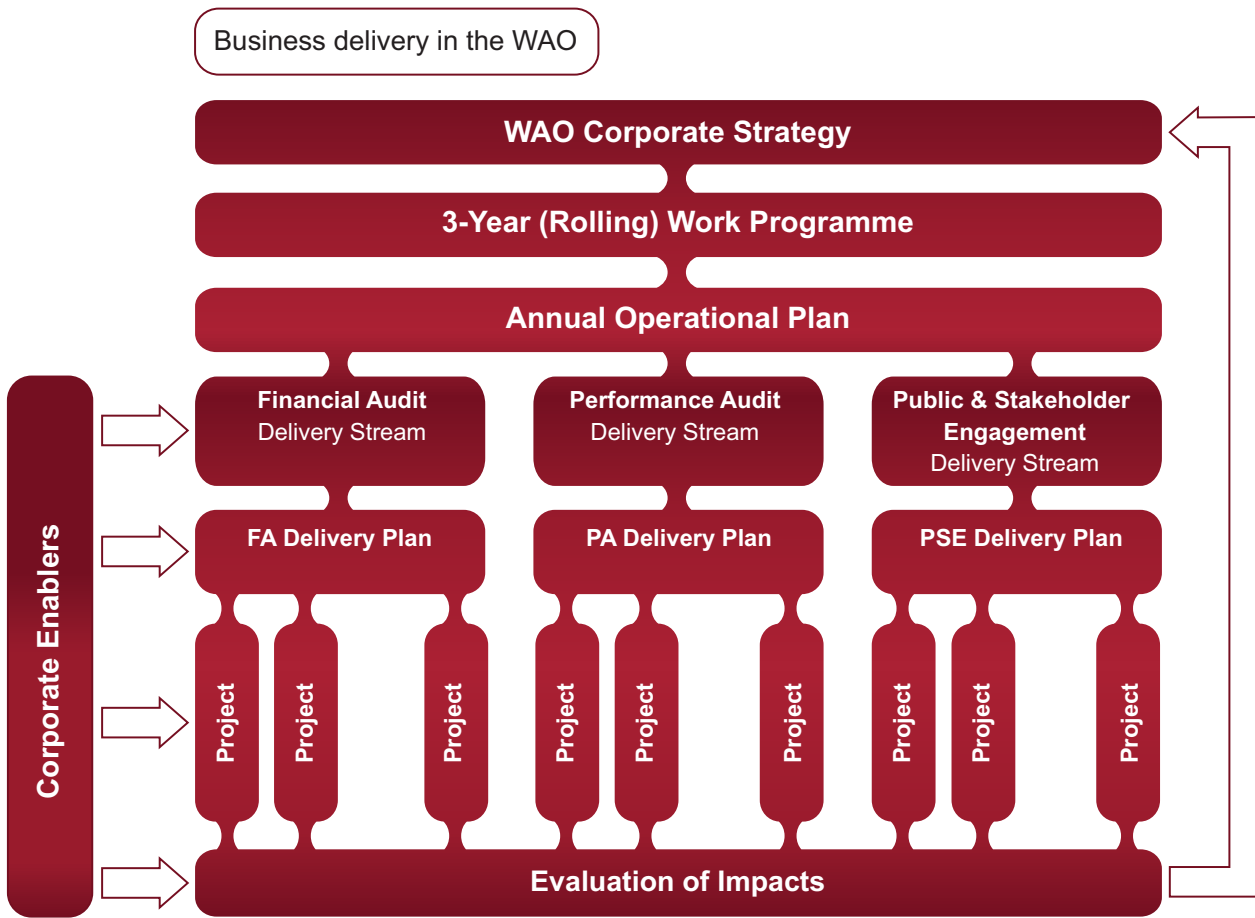 Business delivery in the WAO
WAO Corporate Strategy
3-Year (Rolling) Work Programme
Annual Operational Plan
Corporate Enablers
Financial Audit
Delivery Stream
Performance Audit
Delivery Stream
Public & Stakeholder
Engagement
Delivery Stream
FA Delivery Plan
PA Delivery Plan
PSE Delivery Plan
Project
Project
Project
Project
Project
Project
Project
Project
Project
Evaluation of Impacts